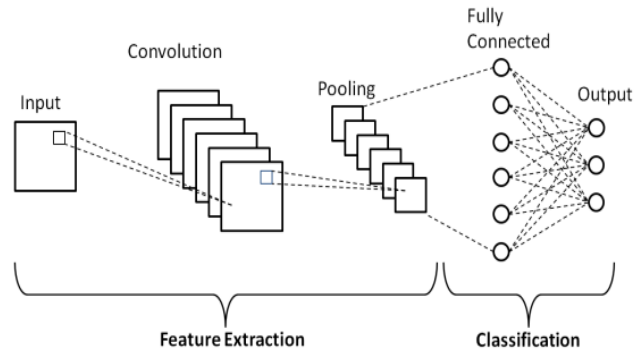 Input
Convolution
Pooling
Fully
Connected
Output
Feature Extraction
Classification